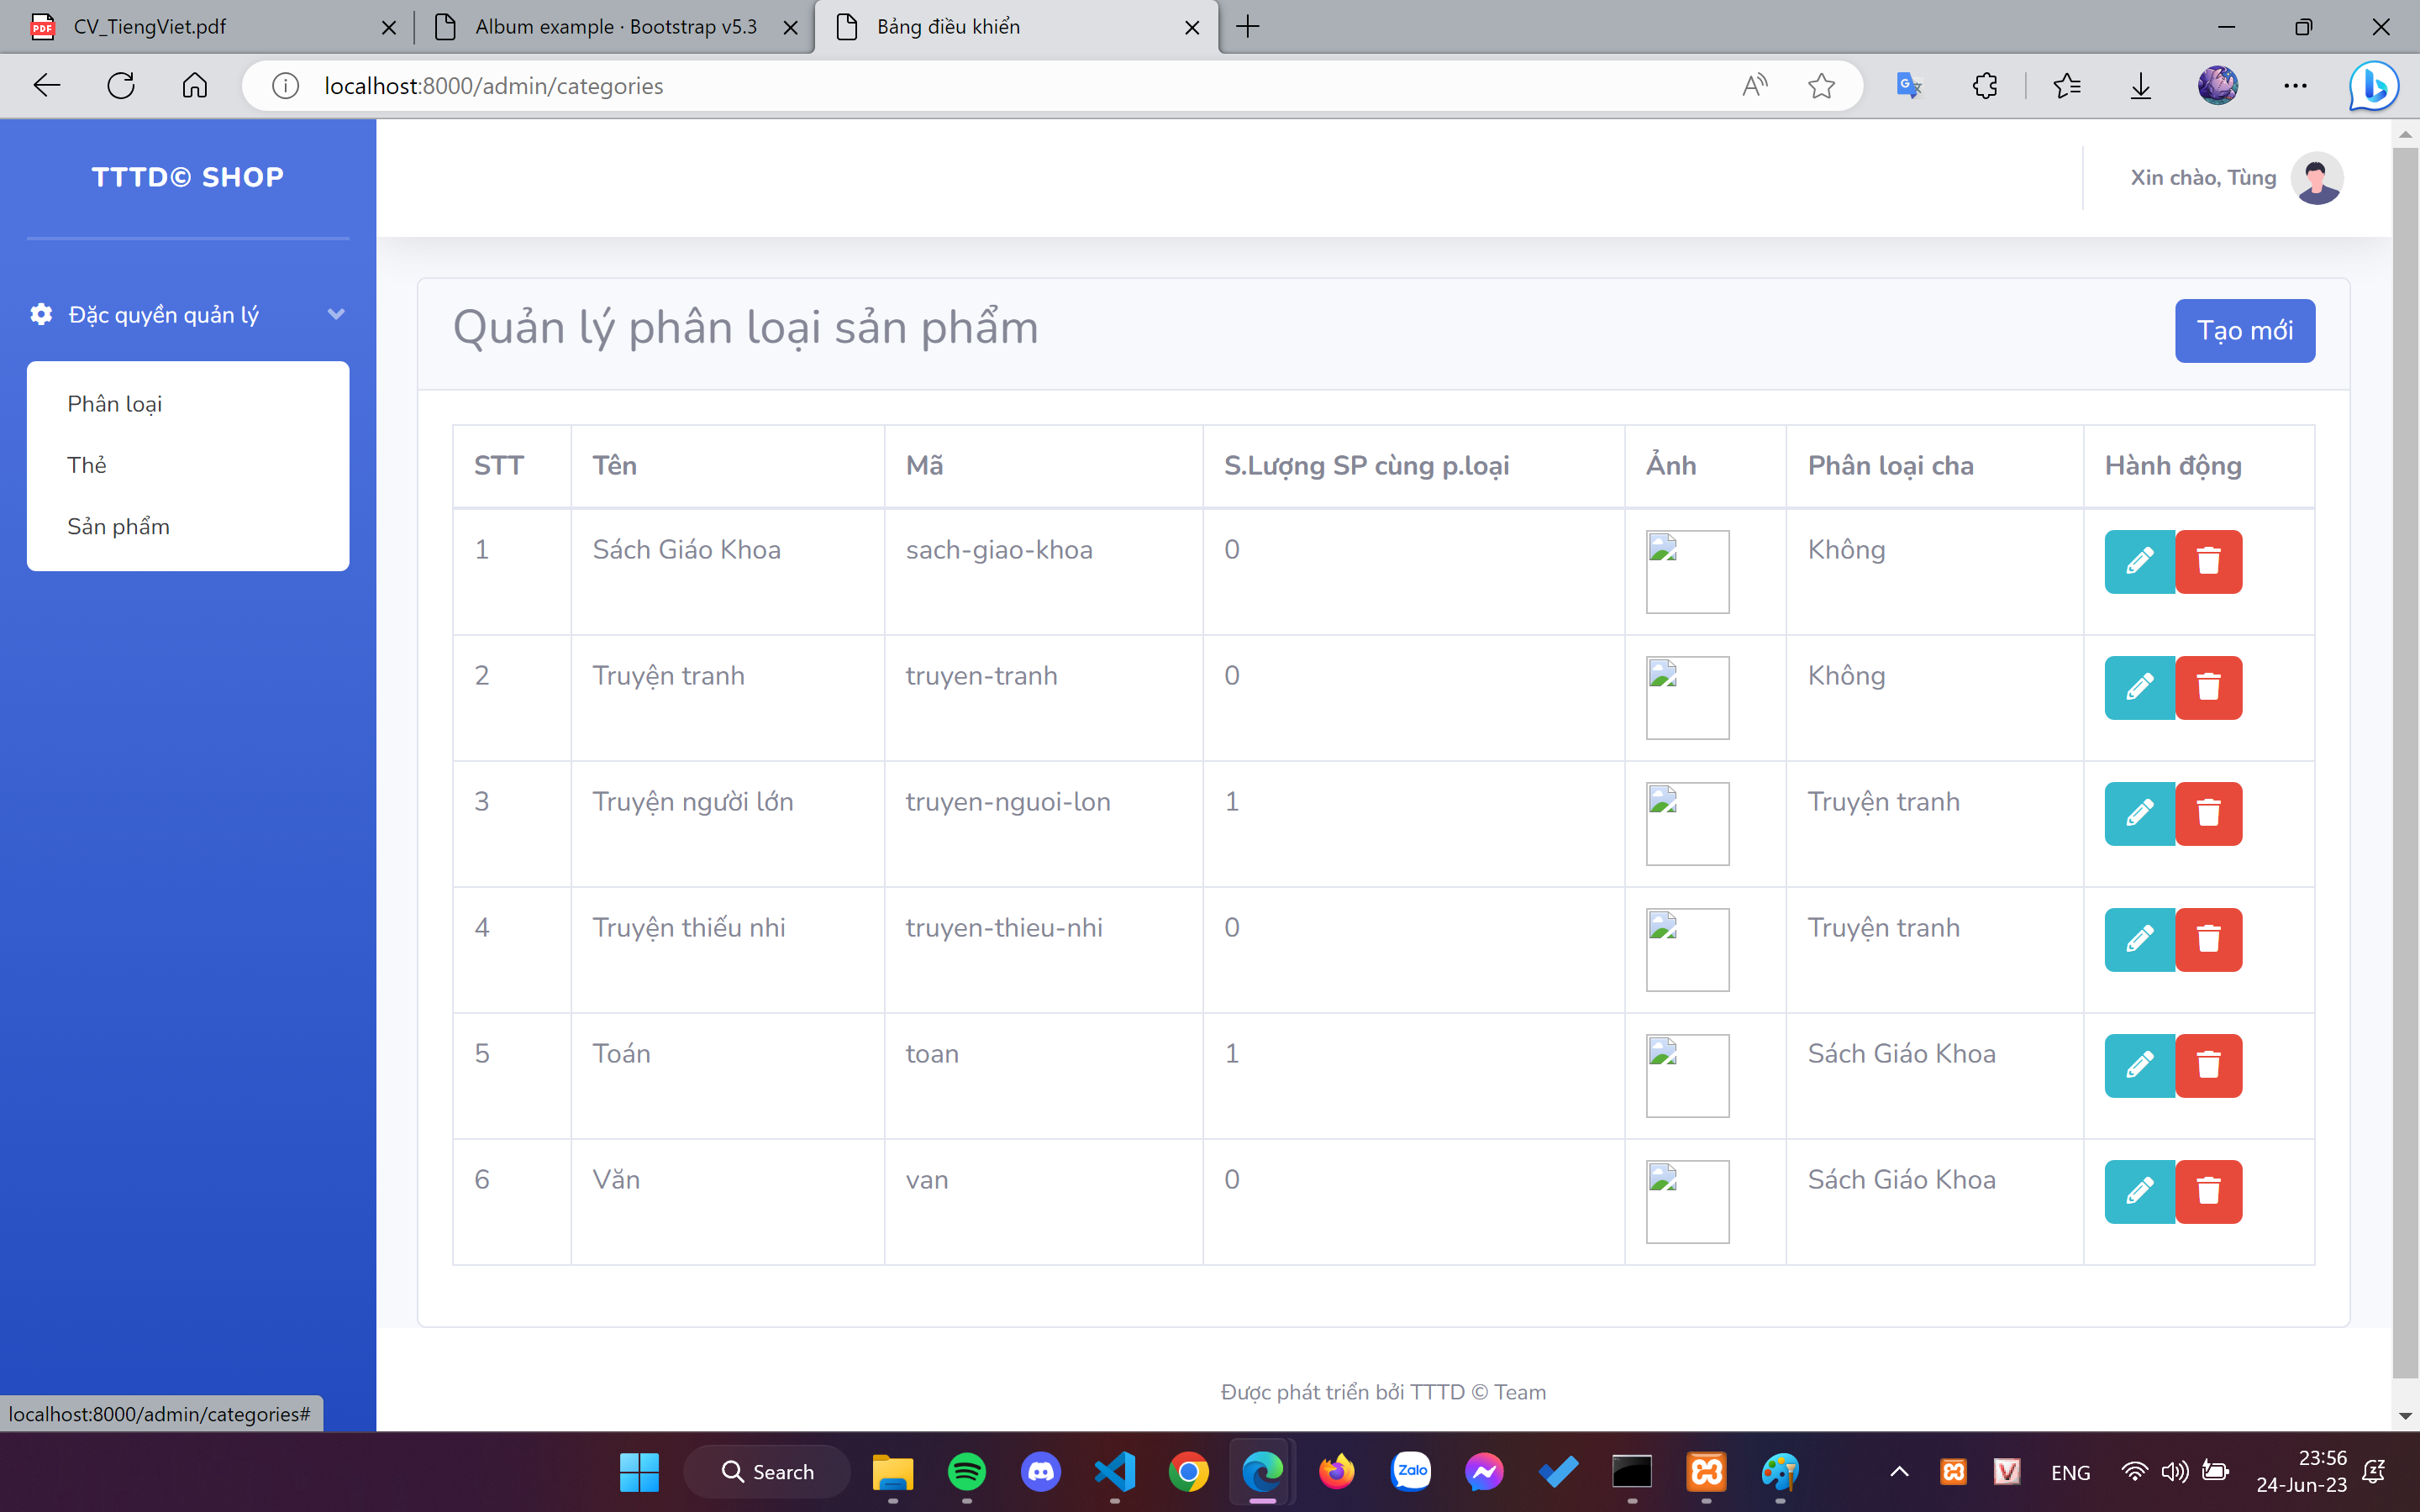 CV_TiengViet.pdf
Album example · Bootstrap v5.3
Bảng điều khiển
localhost:8000/admin/categories
TTTD© SHOP
Xin chào, Tùng
Đặc quyền quản lý
Phân loại
Thẻ
Sản phẩm
Quản lý phân loại sản phẩm
Tạo mới
STT Tên Mã S.Lượng SP cùng p.loại Ảnh Phân loại cha Hành động
1 Sách Giáo Khoa sach-giao-khoa 0 Không
2 Truyện tranh truyen-tranh 0 Không
3 Truyện người lớn truyen-nguoi-lon 1 Truyện tranh
4 Truyện thiếu nhi truyen-thieu-nhi 0 Truyện tranh
5 Toán toan 1 Sách Giáo Khoa
6 Văn van 0 Sách Giáo Khoa
Được phát triển bởi TTTD © Team
localhost:8000/admin/categories#
Search
Zalo
ENG
23:56
24-Jun-23